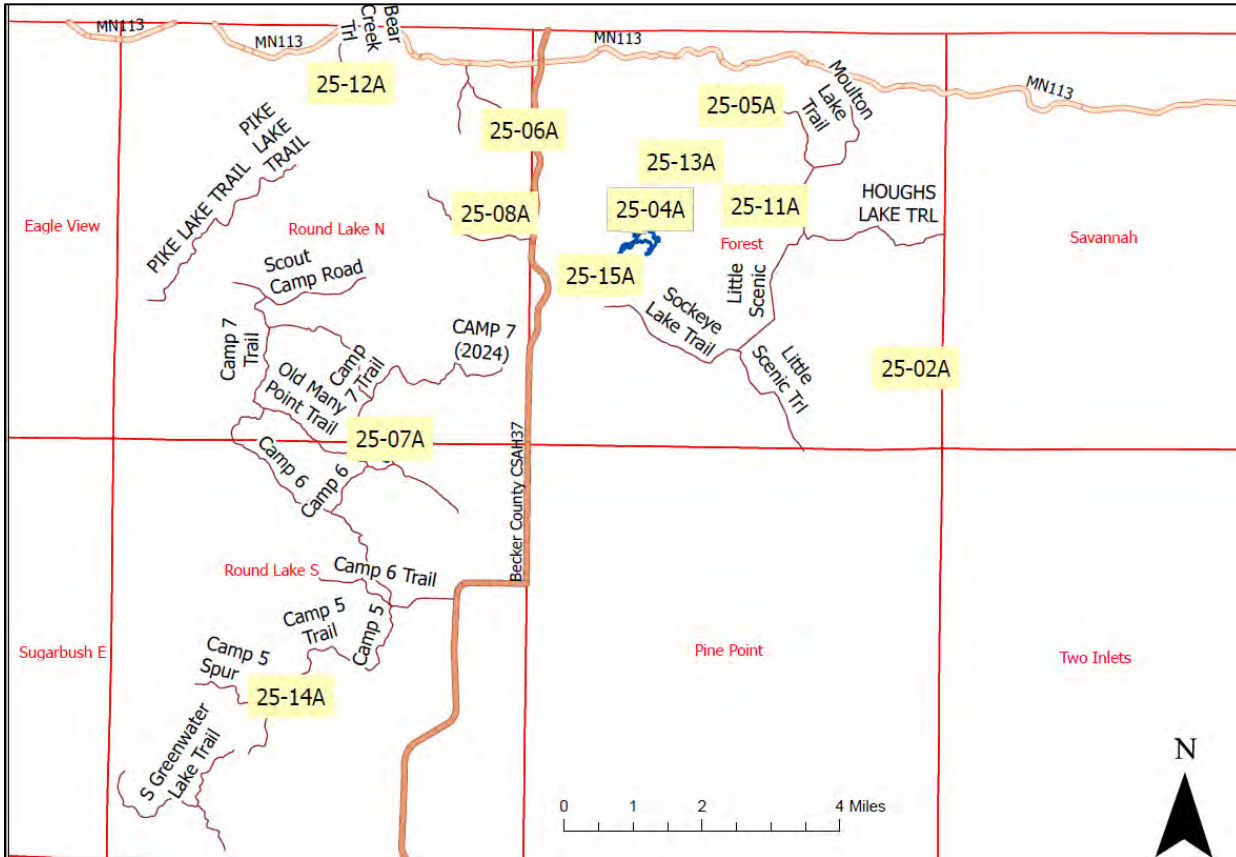 MN113
MN113
Bear
Creek
Trl
MN113
MN113
25-12A
25-06A
25-05A
Moulton
Lake
Trail
PIKE
LAKE
TRAIL
PIKE LAKE TRAIL
25-13A
25-08A
25-04A
25-11A
HOUGHS
LAKE TRL
Eagle View
Round Lake N
Forest
Savannah
Scout
Camp Road
25-15A
Little
Scenic
Sockeye
Lake Trail
Camp 7
Trail
Camp
7 Trail
CAMP 7
(2024)
Old Many
Point Trail
Little
Scenic Trl
25-02A
25-07A
Camp 6
Camp 6
Becker County CSAH37
Round Lake S
Camp 6 Trail
Camp 5
Trail
Camp 5
Sugarbush E
Camp 5
Spur
Pine Point
Two Inlets
25-14A
S Greenwater
Lake Trail
N
0 1 2 4 Miles